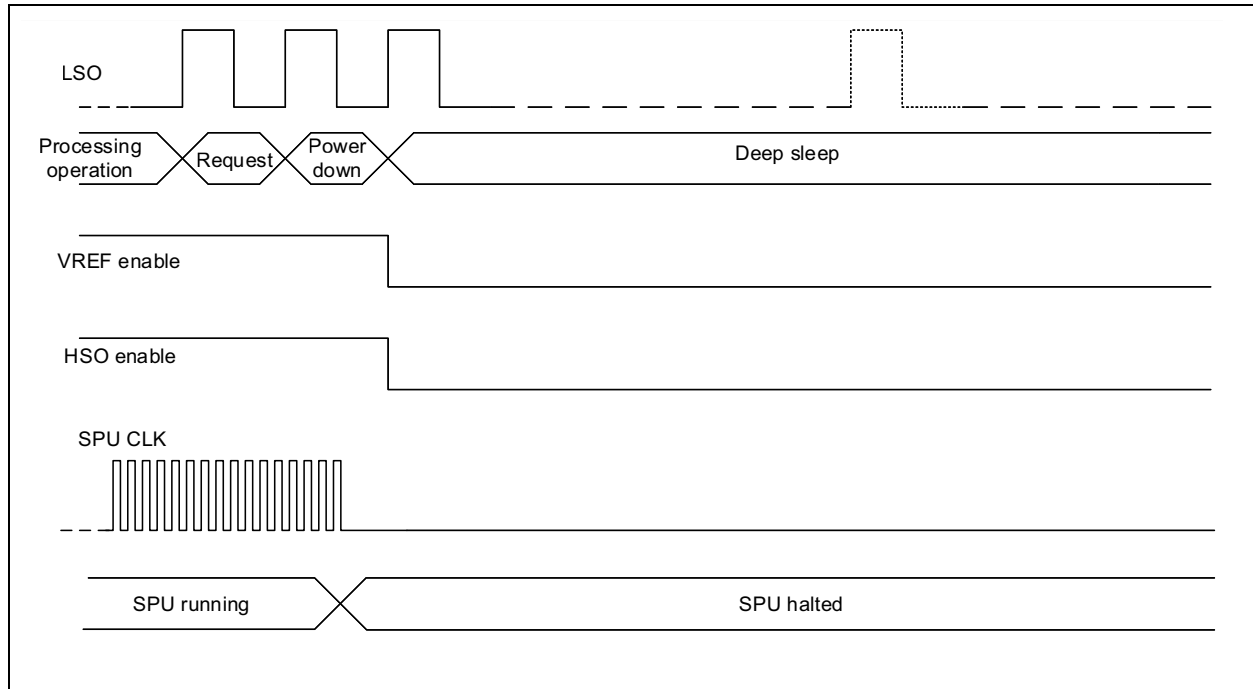 LSO
Processing
operation
Request
Power
down
Deep sleep
VREF enable
HSO enable
SPU CLK
SPU running
SPU halted